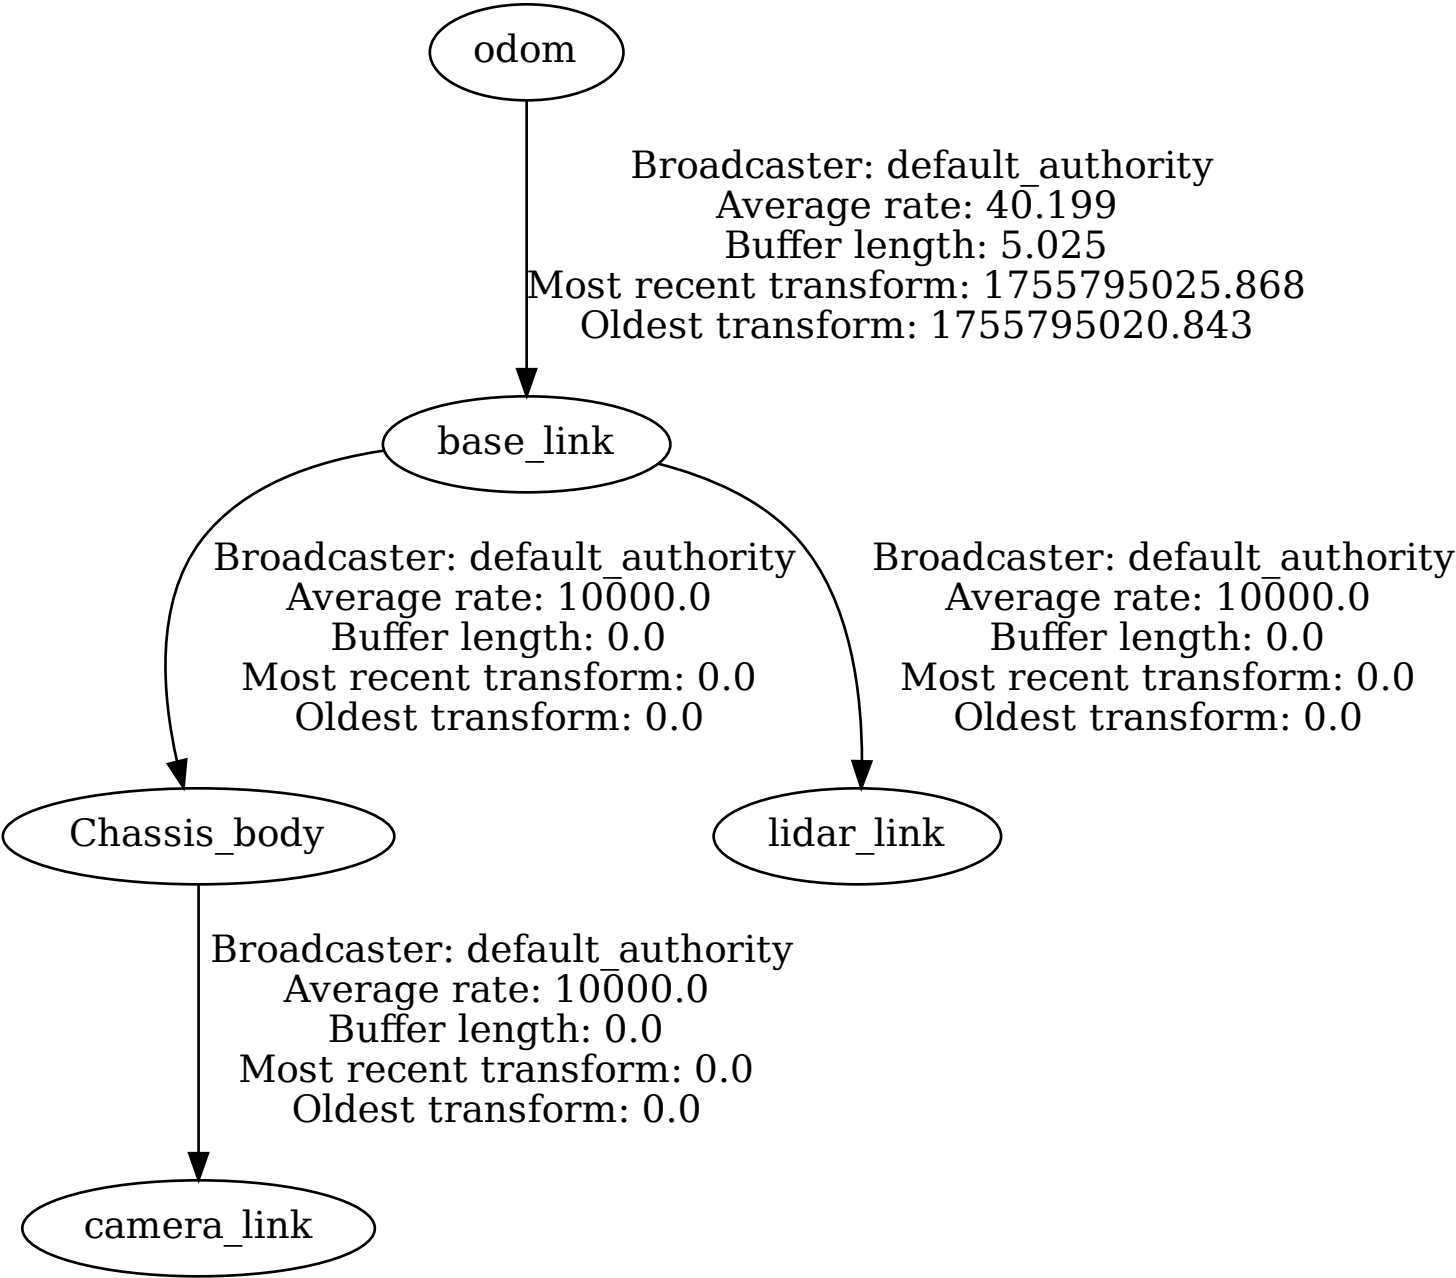 odom
Broadcaster: default_authority
Average rate: 40.199
Buffer length: 5.025
Most recent transform: 1755795025.868
Oldest transform: 1755795020.843
base_link
Broadcaster: default_authority
Average rate: 10000.0
Buffer length: 0.0
Most recent transform: 0.0
Oldest transform: 0.0
Broadcaster: default_authority
Average rate: 10000.0
Buffer length: 0.0
Most recent transform: 0.0
Oldest transform: 0.0
Chassis_body
lidar_link
Broadcaster: default_authority
Average rate: 10000.0
Buffer length: 0.0
Most recent transform: 0.0
Oldest transform: 0.0
camera_link